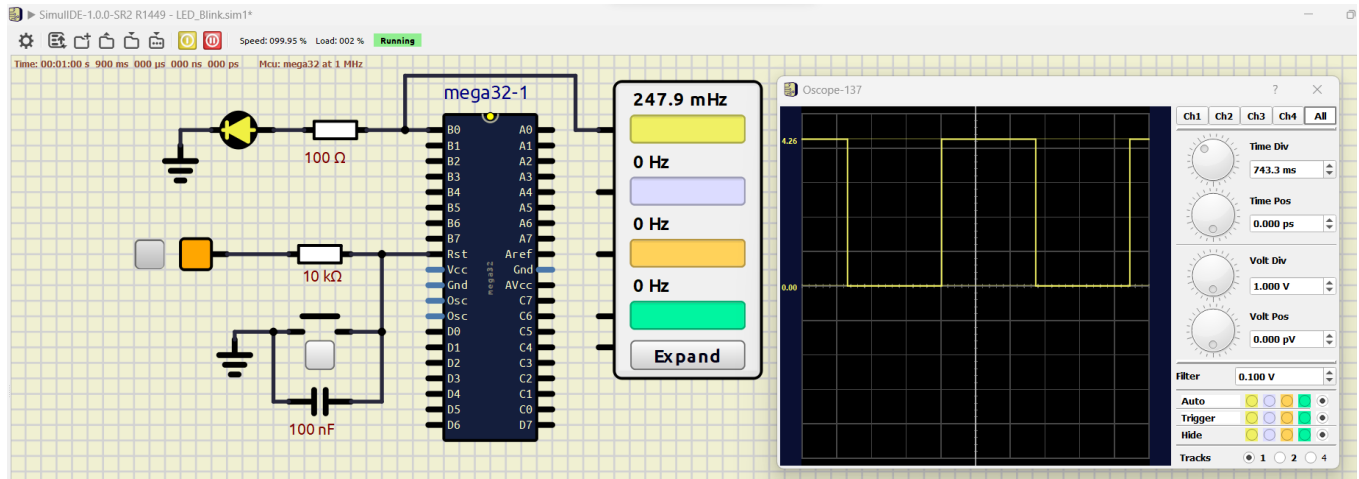 SimulIDE-1.0.0-SR2 R1449 - LED_Blink.sim1*
Speed: 099.95 % Load: 002 % Running
Time: 00:01:00 s 900 ms 000 µs 000 ns 000 ps Mcu: mega32 at 1 MHz
mega32-1
B0 A0
B1 A1
B2 A2
B3 A3
B4 A4
B5 A5
B6 A6
B7 A7
Rst Aref
Vcc Gnd
Gnd AVcc
Osc C7
Osc C6
D0 C5
D1 C4
D2 C3
D3 C2
D4 C1
D5 C0
D6 D7
mega32
100 Ω
10 kΩ
100 nF
247.9 mHz
0 Hz
0 Hz
0 Hz
Expand
Oscope-137
4.26
0.00
Ch1 Ch2 Ch3 Ch4 All
Time Div
743.3 ms
Time Pos
0.000 ps
Volt Div
1.000 V
Volt Pos
0.000 pV
Filter 0.100 V
Auto
Trigger
Hide
Tracks 1 2 4